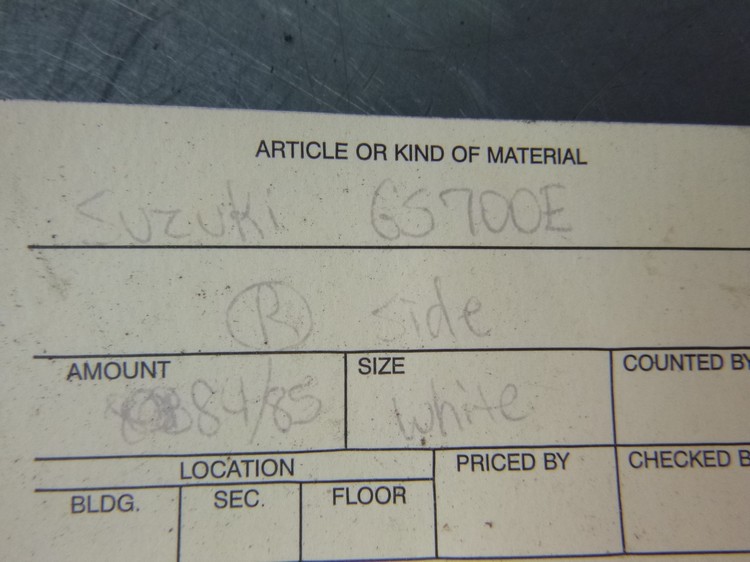 ARTICLE OR KIND OF MATERIAL
Suzuki GS700E
R side
AMOUNT SIZE COUNTED BY
84/85 white
LOCATION PRICED BY CHECKED B
BLDG. SEC. FLOOR